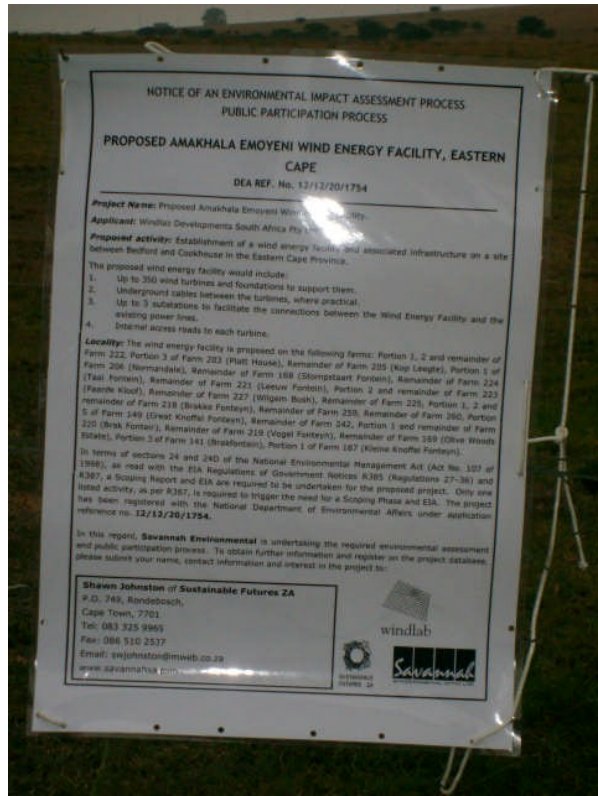 NOTICE OF AN ENVIRONMENTAL IMPACT ASSESSMENT PROCESS
PUBLIC PARTICIPATION PROCESS
PROPOSED AMAKHALA EMOYENI WIND ENERGY FACILITY, EASTERN
CAPE
DEA REF. No. 12/12/20/1754
Project Name: Proposed Amakhala Emoyeni Wind
Applicant: Windlab Developments South Africa Pty
Proposed activity: Establishment of a wind energy facility and associated infrastructure on a site
between Bedford and Cookhouse in the Eastern Cape Province.
The proposed wind energy facility would include:
1. Up to 350 wind turbines and foundations to support them.
2. Underground cables between the turbines, where practical.
3. Up to 3 substations to facilitate the connections between the Wind Energy Facility and the
existing power lines.
4. Internal access roads to each turbine.
Locality: The wind energy facility is proposed on the following farms: Portion 1, 2 and remainder of
Farm 222, Portion 3 of Farm 203 (Platt House), Remainder of Farm 205 (Kop Leegte), Portion 1 of
Farm 206 (Normandale), Remainder of Farm 168 (Stompstaart Fontein), Remainder of Farm 224
(Taai Fontein), Remainder of Farm 221 (Leeuw Fontein), Portion 2 and remainder of Farm 223
(Paarde Kloof), Remainder of Farm 227 (Wilgem Bush), Remainder of Farm 225, Portion 1, 2 and
remainder of Farm 218 (Brakke Fonteyn), Remainder of Farm 259, Remainder of Farm 260, Portion
5 of Farm 149 (Great Knoffel Fonteyn), Remainder of Farm 242, Portion 1 and remainder of Farm
220 (Brak Fontein), Remainder of Farm 219 (Vogel Fonteyn), Remainder of Farm 169 (Olive Woods
Estate), Portion 3 of Farm 141 (Brakfontein), Portion 1 of Farm 187 (Kleine Knoffel Fonteyn).
In terms of sections 24 and 24D of the National Environmental Management Act (Act No. 107 of
1998), as read with the EIA Regulations of Government Notices R385 (Regulations 27–36) and
R387, a Scoping Report and EIA are required to be undertaken for the proposed project. Only one
listed activity, as per R387, is required to trigger the need for a Scoping Phase and EIA. The project
has been registered with the National Department of Environmental Affairs under application
reference no. 12/12/20/1754.
In this regard, Savannah Environmental is undertaking the required environmental assessment
and public participation process. To obtain further information and register on the project database,
please submit your name, contact information and interest in the project to:
Shawn Johnston of Sustainable Futures ZA
P.O. 749, Rondebosch,
Cape Town, 7701
Tel: 083 325 9965
Fax: 086 510 2537
Email: swjohnston@mweb.co.za
www.savannahsa.com
windlab
SUSTAINABLE
FUTURES ZA
Savannah